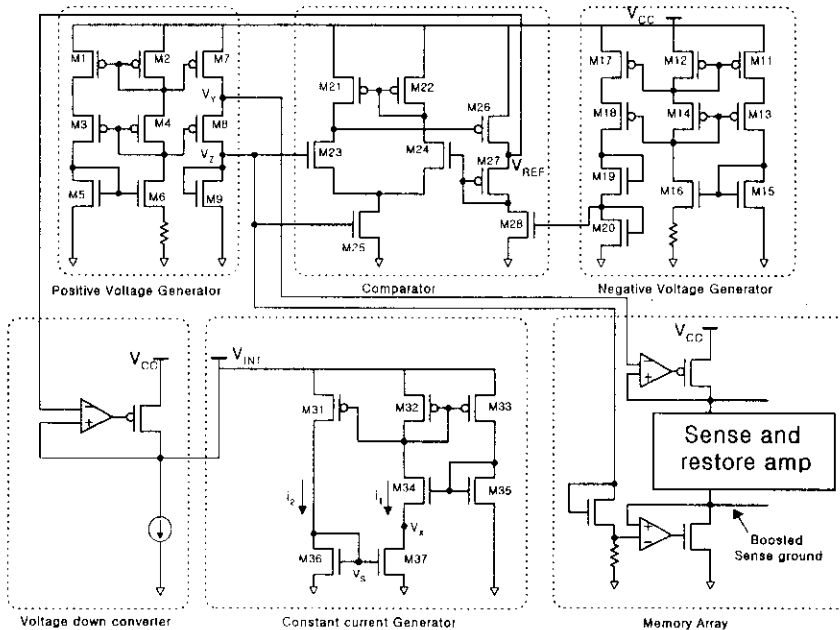 V_CC
M1
M2
M7
V_Y
M3
M4
M8
V_Z
M5
M6
M9
Positive Voltage Generator
M21
M22
M26
M23
M24
M27
V_REF
M25
M28
Comparator
M17
M12
M11
M18
M14
M13
M19
M16
M15
M20
Negative Voltage Generator
V_CC
Voltage down converter
V_INT
M31
M32
M33
M34
M35
i_2
i_1
V_x
M36
V_S
M37
Constant current Generator
V_CC
Sense and
restore amp
Boosted
Sense ground
Memory Array